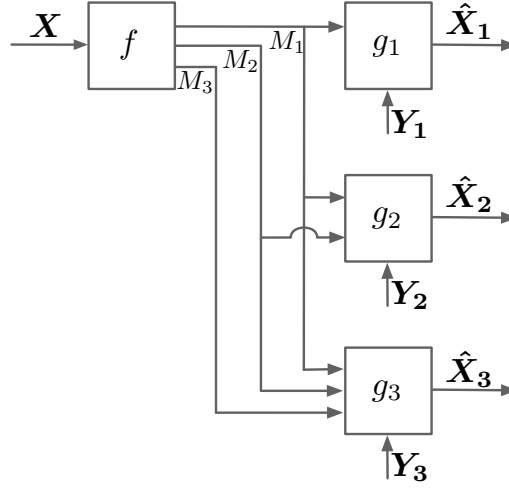 X
f
M₁
M₂
M₃
g₁
X̂₁
Y₁
g₂
X̂₂
Y₂
g₃
X̂₃
Y₃